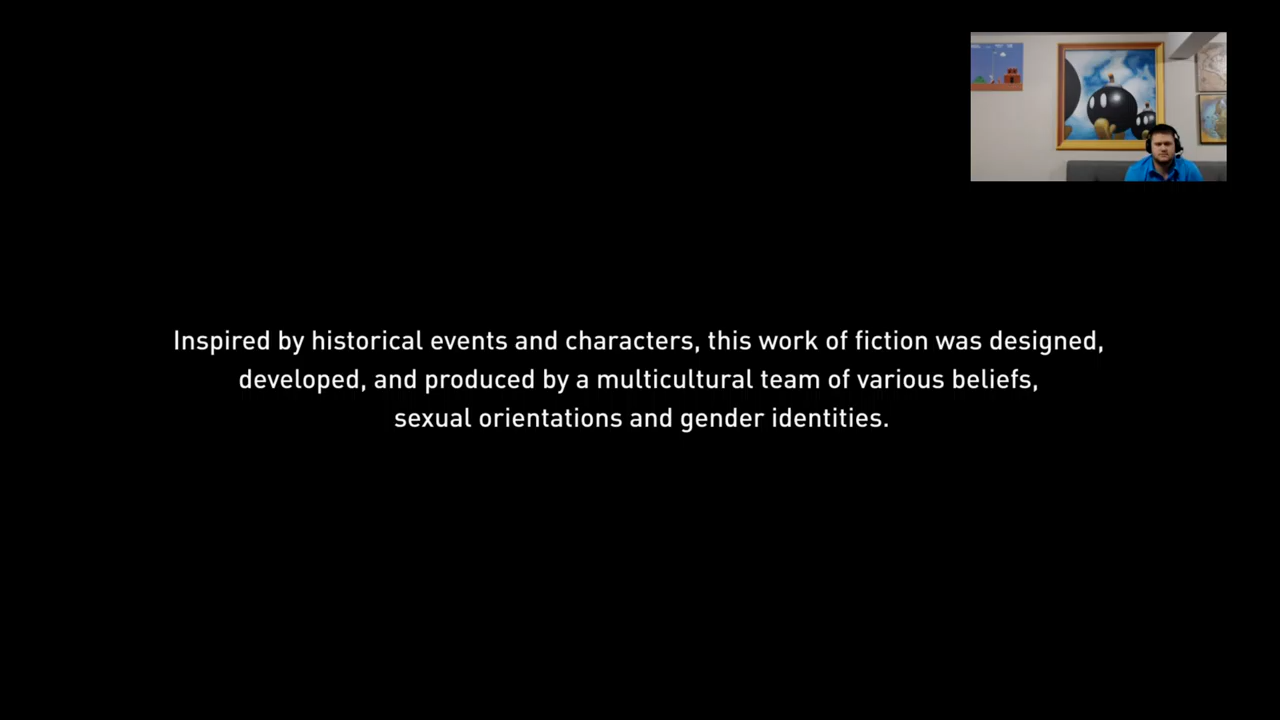 Inspired by historical events and characters, this work of fiction was designed,
developed, and produced by a multicultural team of various beliefs,
sexual orientations and gender identities.